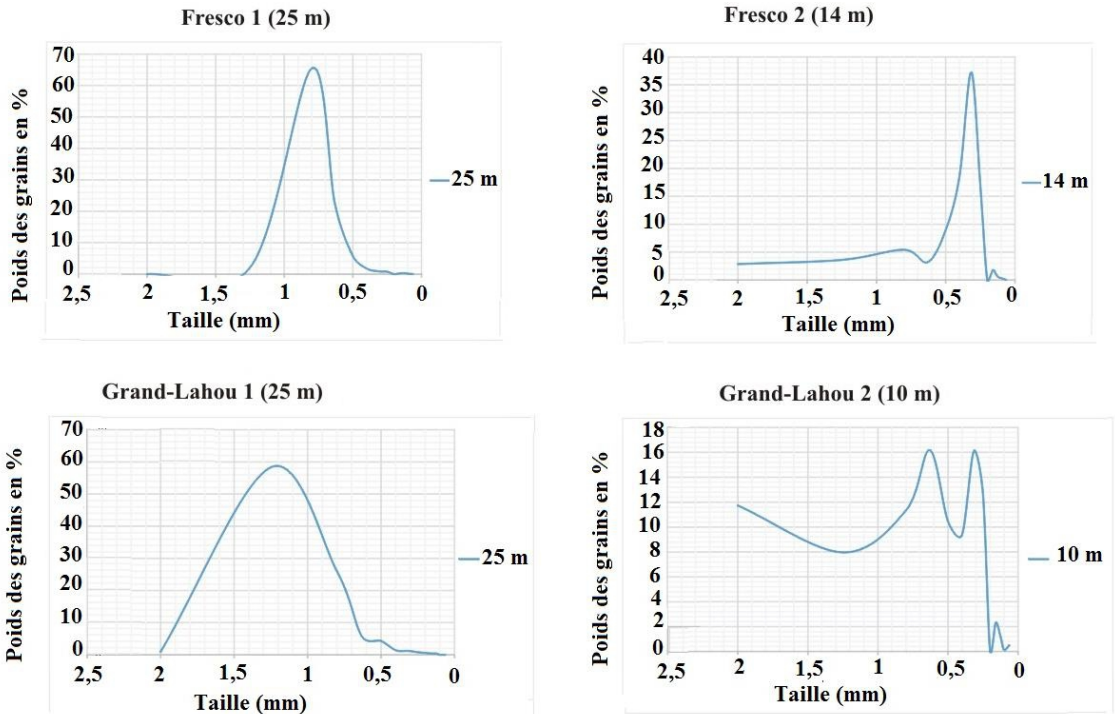 Fresco 1 (25 m)
Poids des grains en %
70
60
50
40
30
20
10
0
2,5 2 1,5 1 0,5 0
Taille (mm)
25 m
Fresco 2 (14 m)
Poids des grains en %
40
35
30
25
20
15
10
5
0
2,5 2 1,5 1 0,5 0
Taille (mm)
14 m
Grand-Lahou 1 (25 m)
Poids des grains en %
70
60
50
40
30
20
10
0
2,5 2 1,5 1 0,5 0
Taille (mm)
25 m
Grand-Lahou 2 (10 m)
Poids des grains en %
18
16
14
12
10
8
6
4
2
0
2,5 2 1,5 1 0,5 0
Taille (mm)
10 m